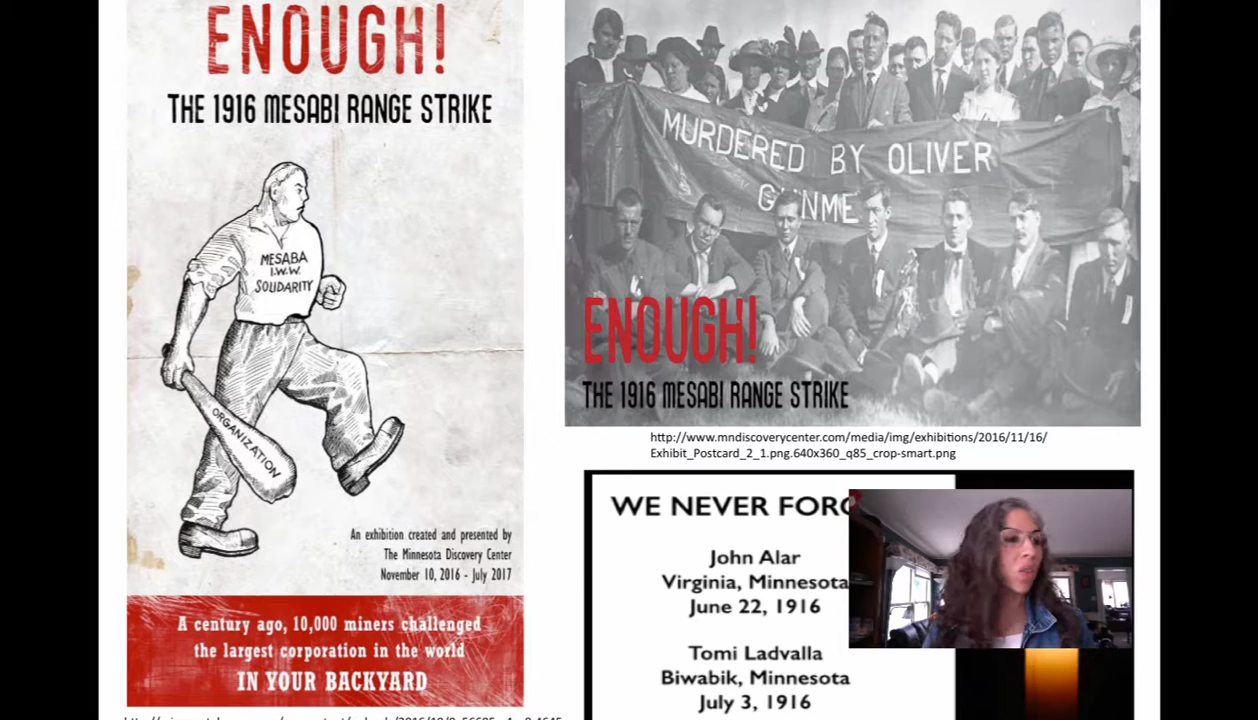 ENOUGH!
THE 1916 MESABI RANGE STRIKE
MESABA
I.W.W.
SOLIDARITY
ORGANIZATION
An exhibition created and presented by
The Minnesota Discovery Center
November 10, 2016 - July 2017
A century ago, 10,000 miners challenged
the largest corporation in the world
IN YOUR BACKYARD
MURDERED BY OLIVER
GUNME
ENOUGH!
THE 1916 MESABI RANGE STRIKE
http://www.mndiscoverycenter.com/media/img/exhibitions/2016/11/16/
Exhibit_Postcard_2_1.png.640x360_q85_crop-smart.png
WE NEVER FORG
John Alar
Virginia, Minnesota
June 22, 1916
Tomi Ladvalla
Biwabik, Minnesota
July 3, 1916